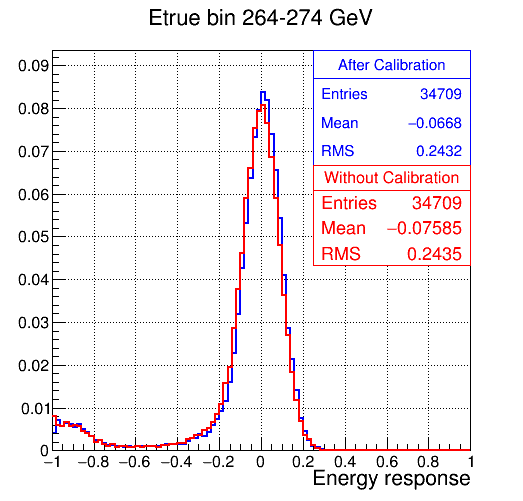 Etrue bin 264-274 GeV
After Calibration
Entries 34709
Mean −0.0668
RMS 0.2432
Without Calibration
Entries 34709
Mean −0.07585
RMS 0.2435
0.09
0.08
0.07
0.06
0.05
0.04
0.03
0.02
0.01
0
−1 −0.8 −0.6 −0.4 −0.2 0 0.2 0.4 0.6 0.8 1
Energy response